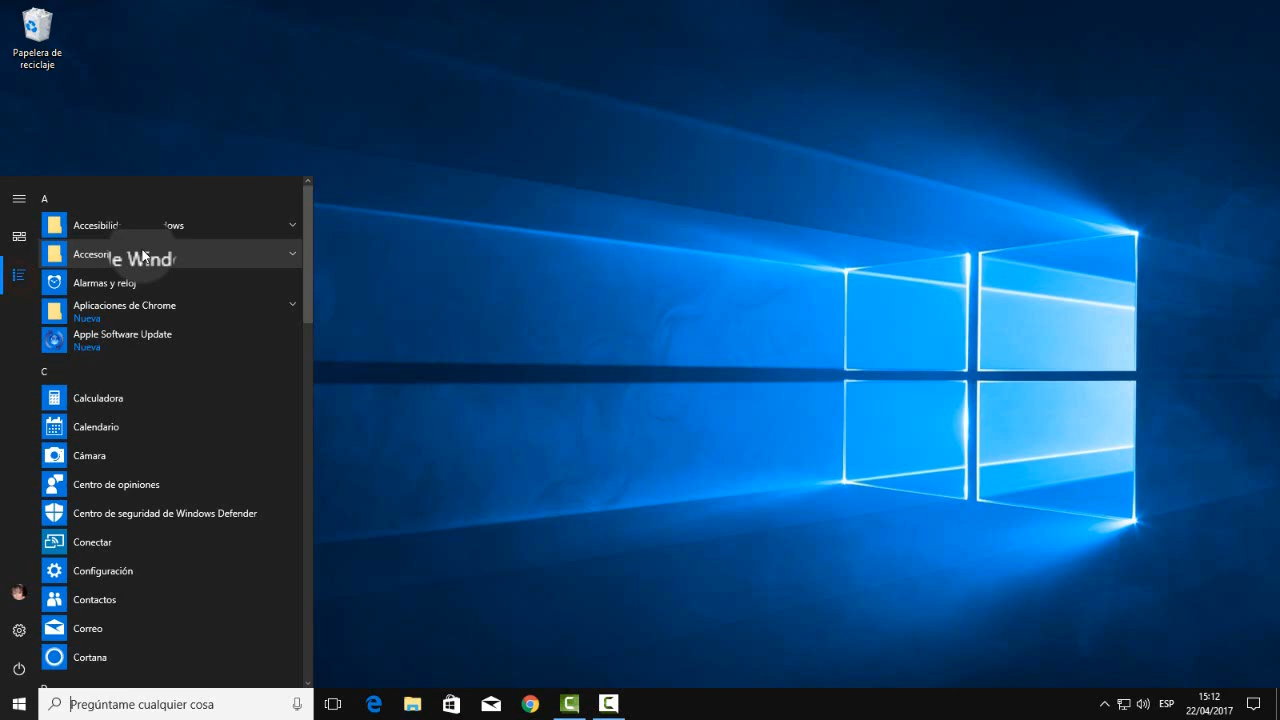 Papelera de
reciclaje
A
Alarmas y reloj
Aplicaciones de Chrome
Nueva
Apple Software Update
Nueva
C
Calculadora
Calendario
Cámara
Centro de opiniones
Centro de seguridad de Windows Defender
Conectar
Configuración
Contactos
Correo
Cortana
Pregúntame cualquier cosa
ESP
15:12
22/04/2017